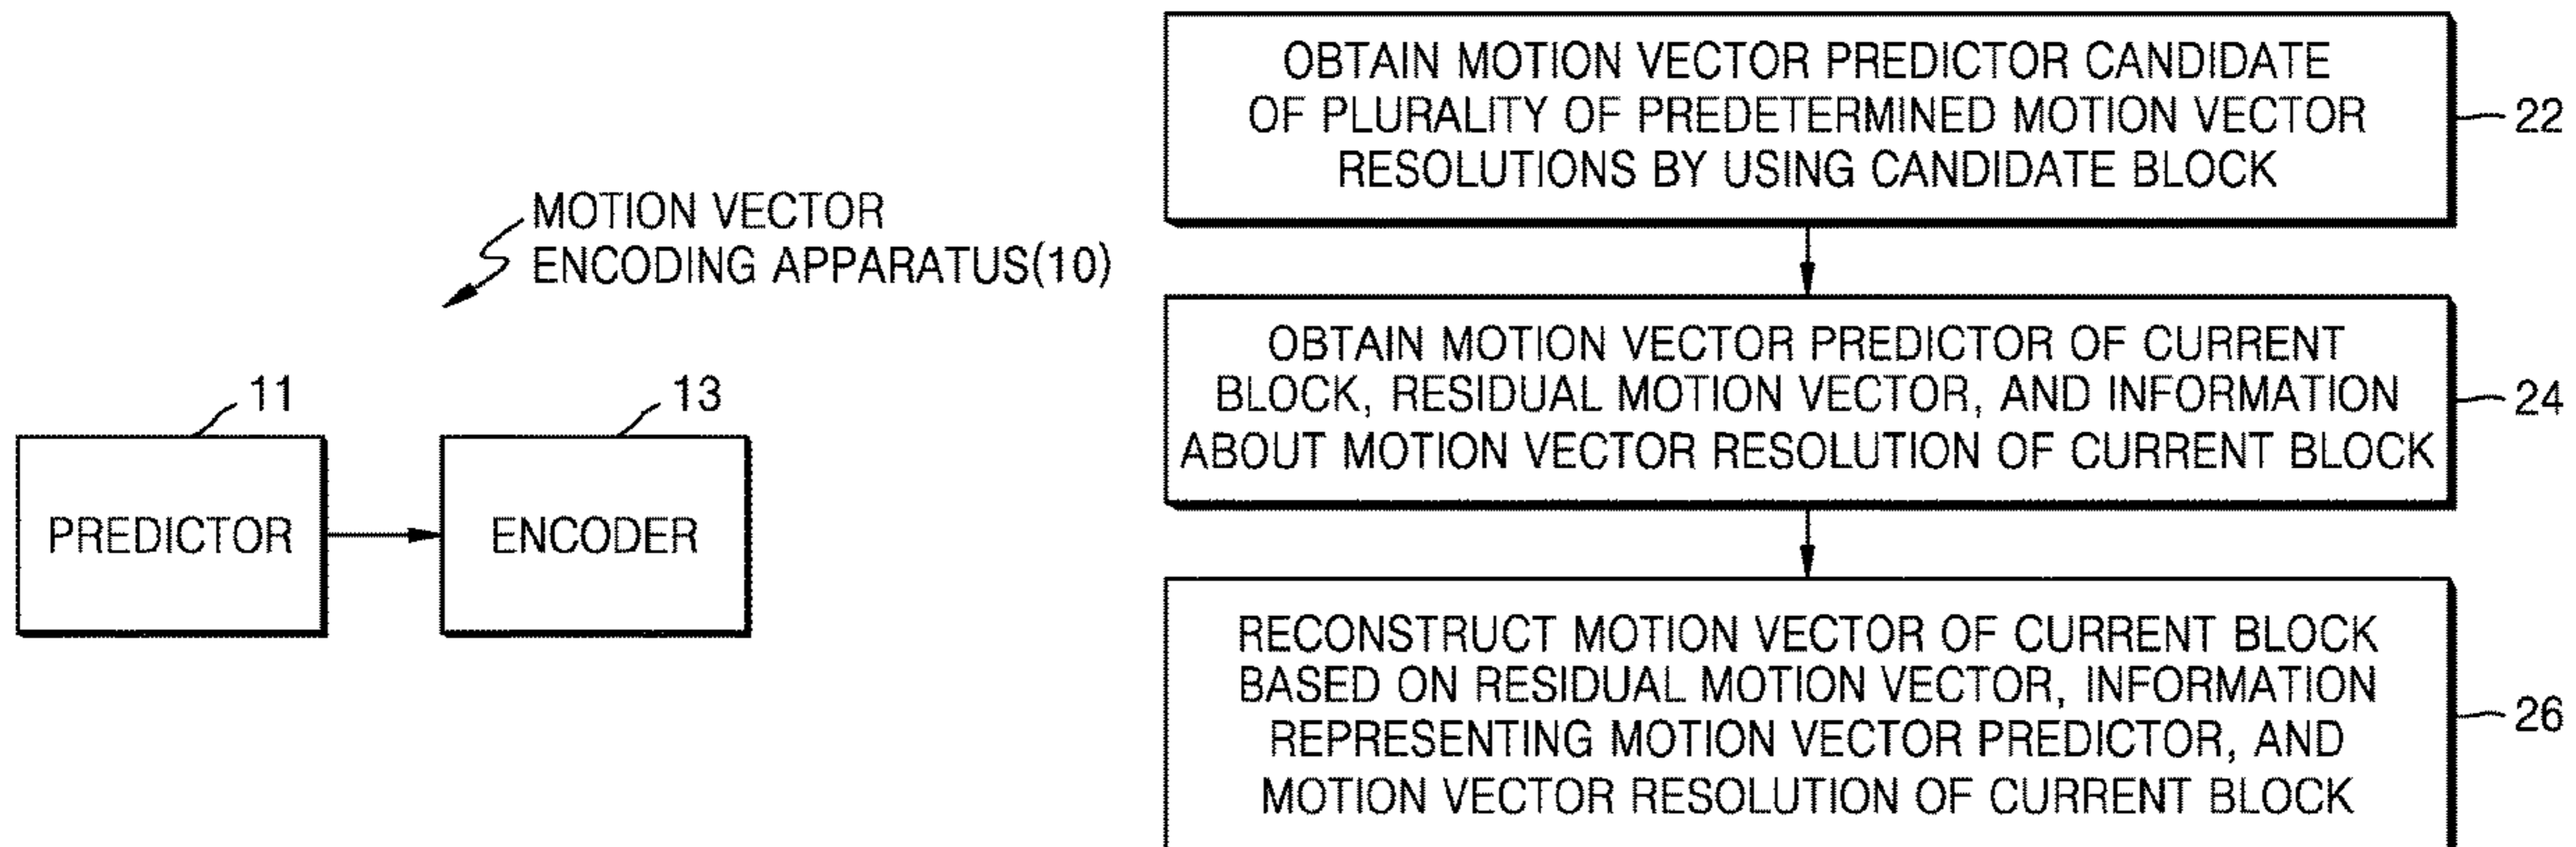 MOTION VECTOR
ENCODING APPARATUS(10)
11
13
PREDICTOR
ENCODER
OBTAIN MOTION VECTOR PREDICTOR CANDIDATE
OF PLURALITY OF PREDETERMINED MOTION VECTOR
RESOLUTIONS BY USING CANDIDATE BLOCK
22
OBTAIN MOTION VECTOR PREDICTOR OF CURRENT
BLOCK, RESIDUAL MOTION VECTOR, AND INFORMATION
ABOUT MOTION VECTOR RESOLUTION OF CURRENT BLOCK
24
RECONSTRUCT MOTION VECTOR OF CURRENT BLOCK
BASED ON RESIDUAL MOTION VECTOR, INFORMATION
REPRESENTING MOTION VECTOR PREDICTOR, AND
MOTION VECTOR RESOLUTION OF CURRENT BLOCK
26